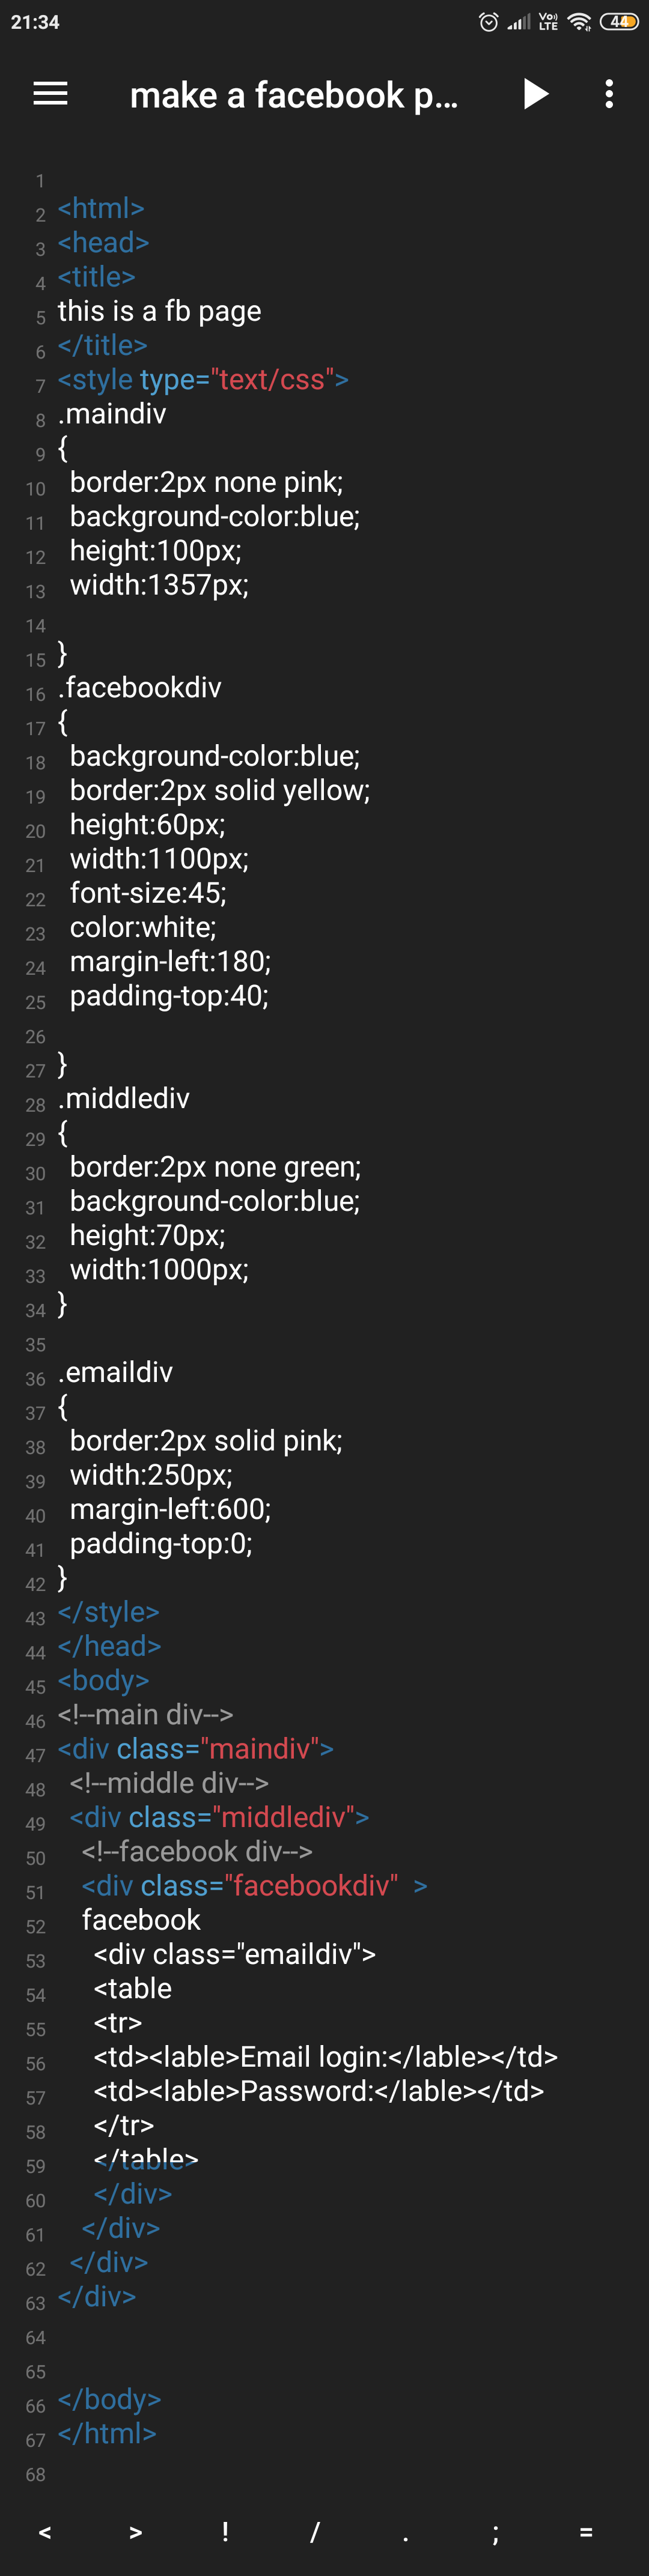 21:34 Vo) LTE 44
make a facebook p...
1
2 <html>
3 <head>
4 <title>
5 this is a fb page
6 </title>
7 <style type="text/css">
8 .maindiv
9 {
10 border:2px none pink;
11 background-color:blue;
12 height:100px;
13 width:1357px;
14
15 }
16 .facebookdiv
17 {
18 background-color:blue;
19 border:2px solid yellow;
20 height:60px;
21 width:1100px;
22 font-size:45;
23 color:white;
24 margin-left:180;
25 padding-top:40;
26
27 }
28 .middlediv
29 {
30 border:2px none green;
31 background-color:blue;
32 height:70px;
33 width:1000px;
34 }
35
36 .emaildiv
37 {
38 border:2px solid pink;
39 width:250px;
40 margin-left:600;
41 padding-top:0;
42 }
43 </style>
44 </head>
45 <body>
46 <!--main div-->
47 <div class="maindiv">
48 <!--middle div-->
49 <div class="middlediv">
50 <!--facebook div-->
51 <div class="facebookdiv" >
52 facebook
53 <div class="emaildiv">
54 <table
55 <tr>
56 <td><lable>Email login:</lable></td>
57 <td><lable>Password:</lable></td>
58 </tr>
59 </table>
60 </div>
61 </div>
62 </div>
63 </div>
64
65
66 </body>
67 </html>
68
< > ! / . ; =